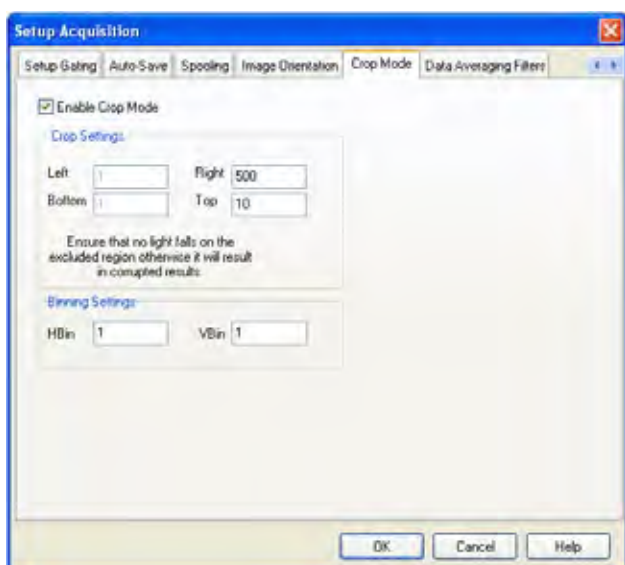 Setup Acquisition
Setup Gating Auto-Save Spooling Image Orientation Crop Mode Data Averaging Filters
Enable Crop Mode
Crop Settings
Left 1 Right 500
Bottom 1 Top 10
Ensure that no light falls on the
excluded region otherwise it will result
in corrupted results
Binning Settings
HBin 1 VBin 1
OK Cancel Help